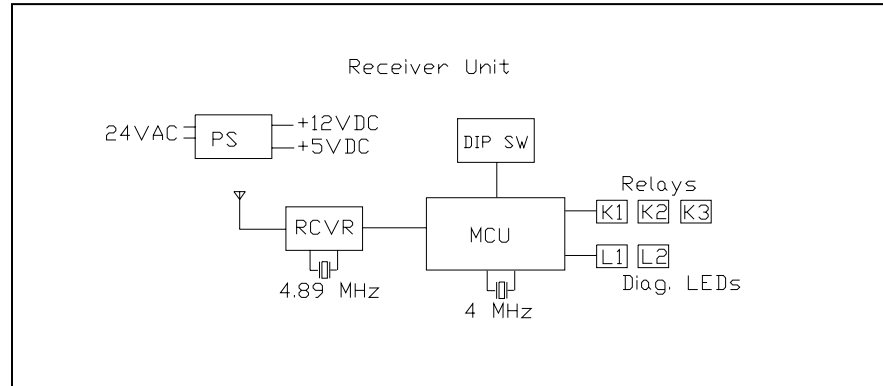 Receiver Unit
24VAC
PS
+12VDC
+5VDC
DIP SW
Relays
RCVR
MCU
K1 K2 K3
L1 L2
4.89 MHz
4 MHz
Diag. LEDs